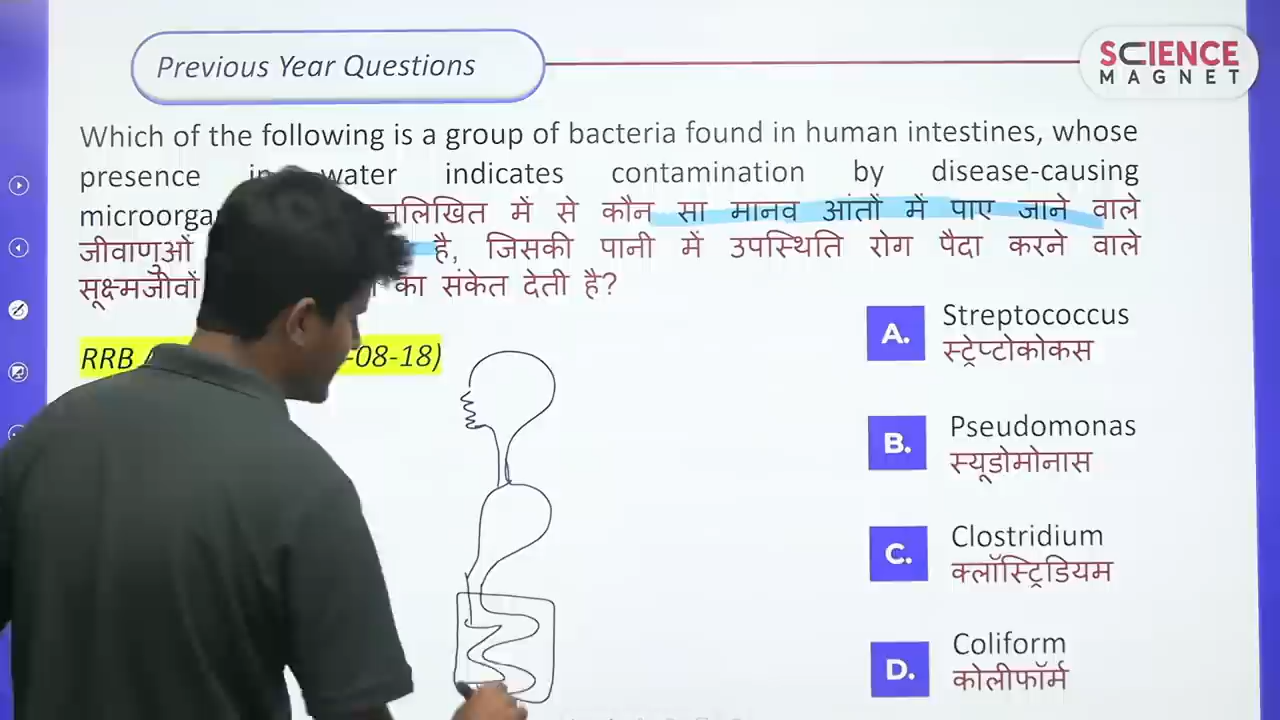 Previous Year Questions
SCIENCE
MAGNET
Which of the following is a group of bacteria found in human intestines, whose
presence in water indicates contamination by disease-causing
में से कौन सा मानव आंतों में पाए जाने वाले
जीवाणुओं है, जिसकी पानी में उपस्थिति रोग पैदा करने वाले
सूक्ष्मजीवों का संकेत देती है?
RRB -08-18)
A. Streptococcus
स्ट्रेप्टोकोकस
B. Pseudomonas
स्यूडोमोनास
C. Clostridium
क्लॉस्ट्रिडियम
D. Coliform
कोलीफॉर्म